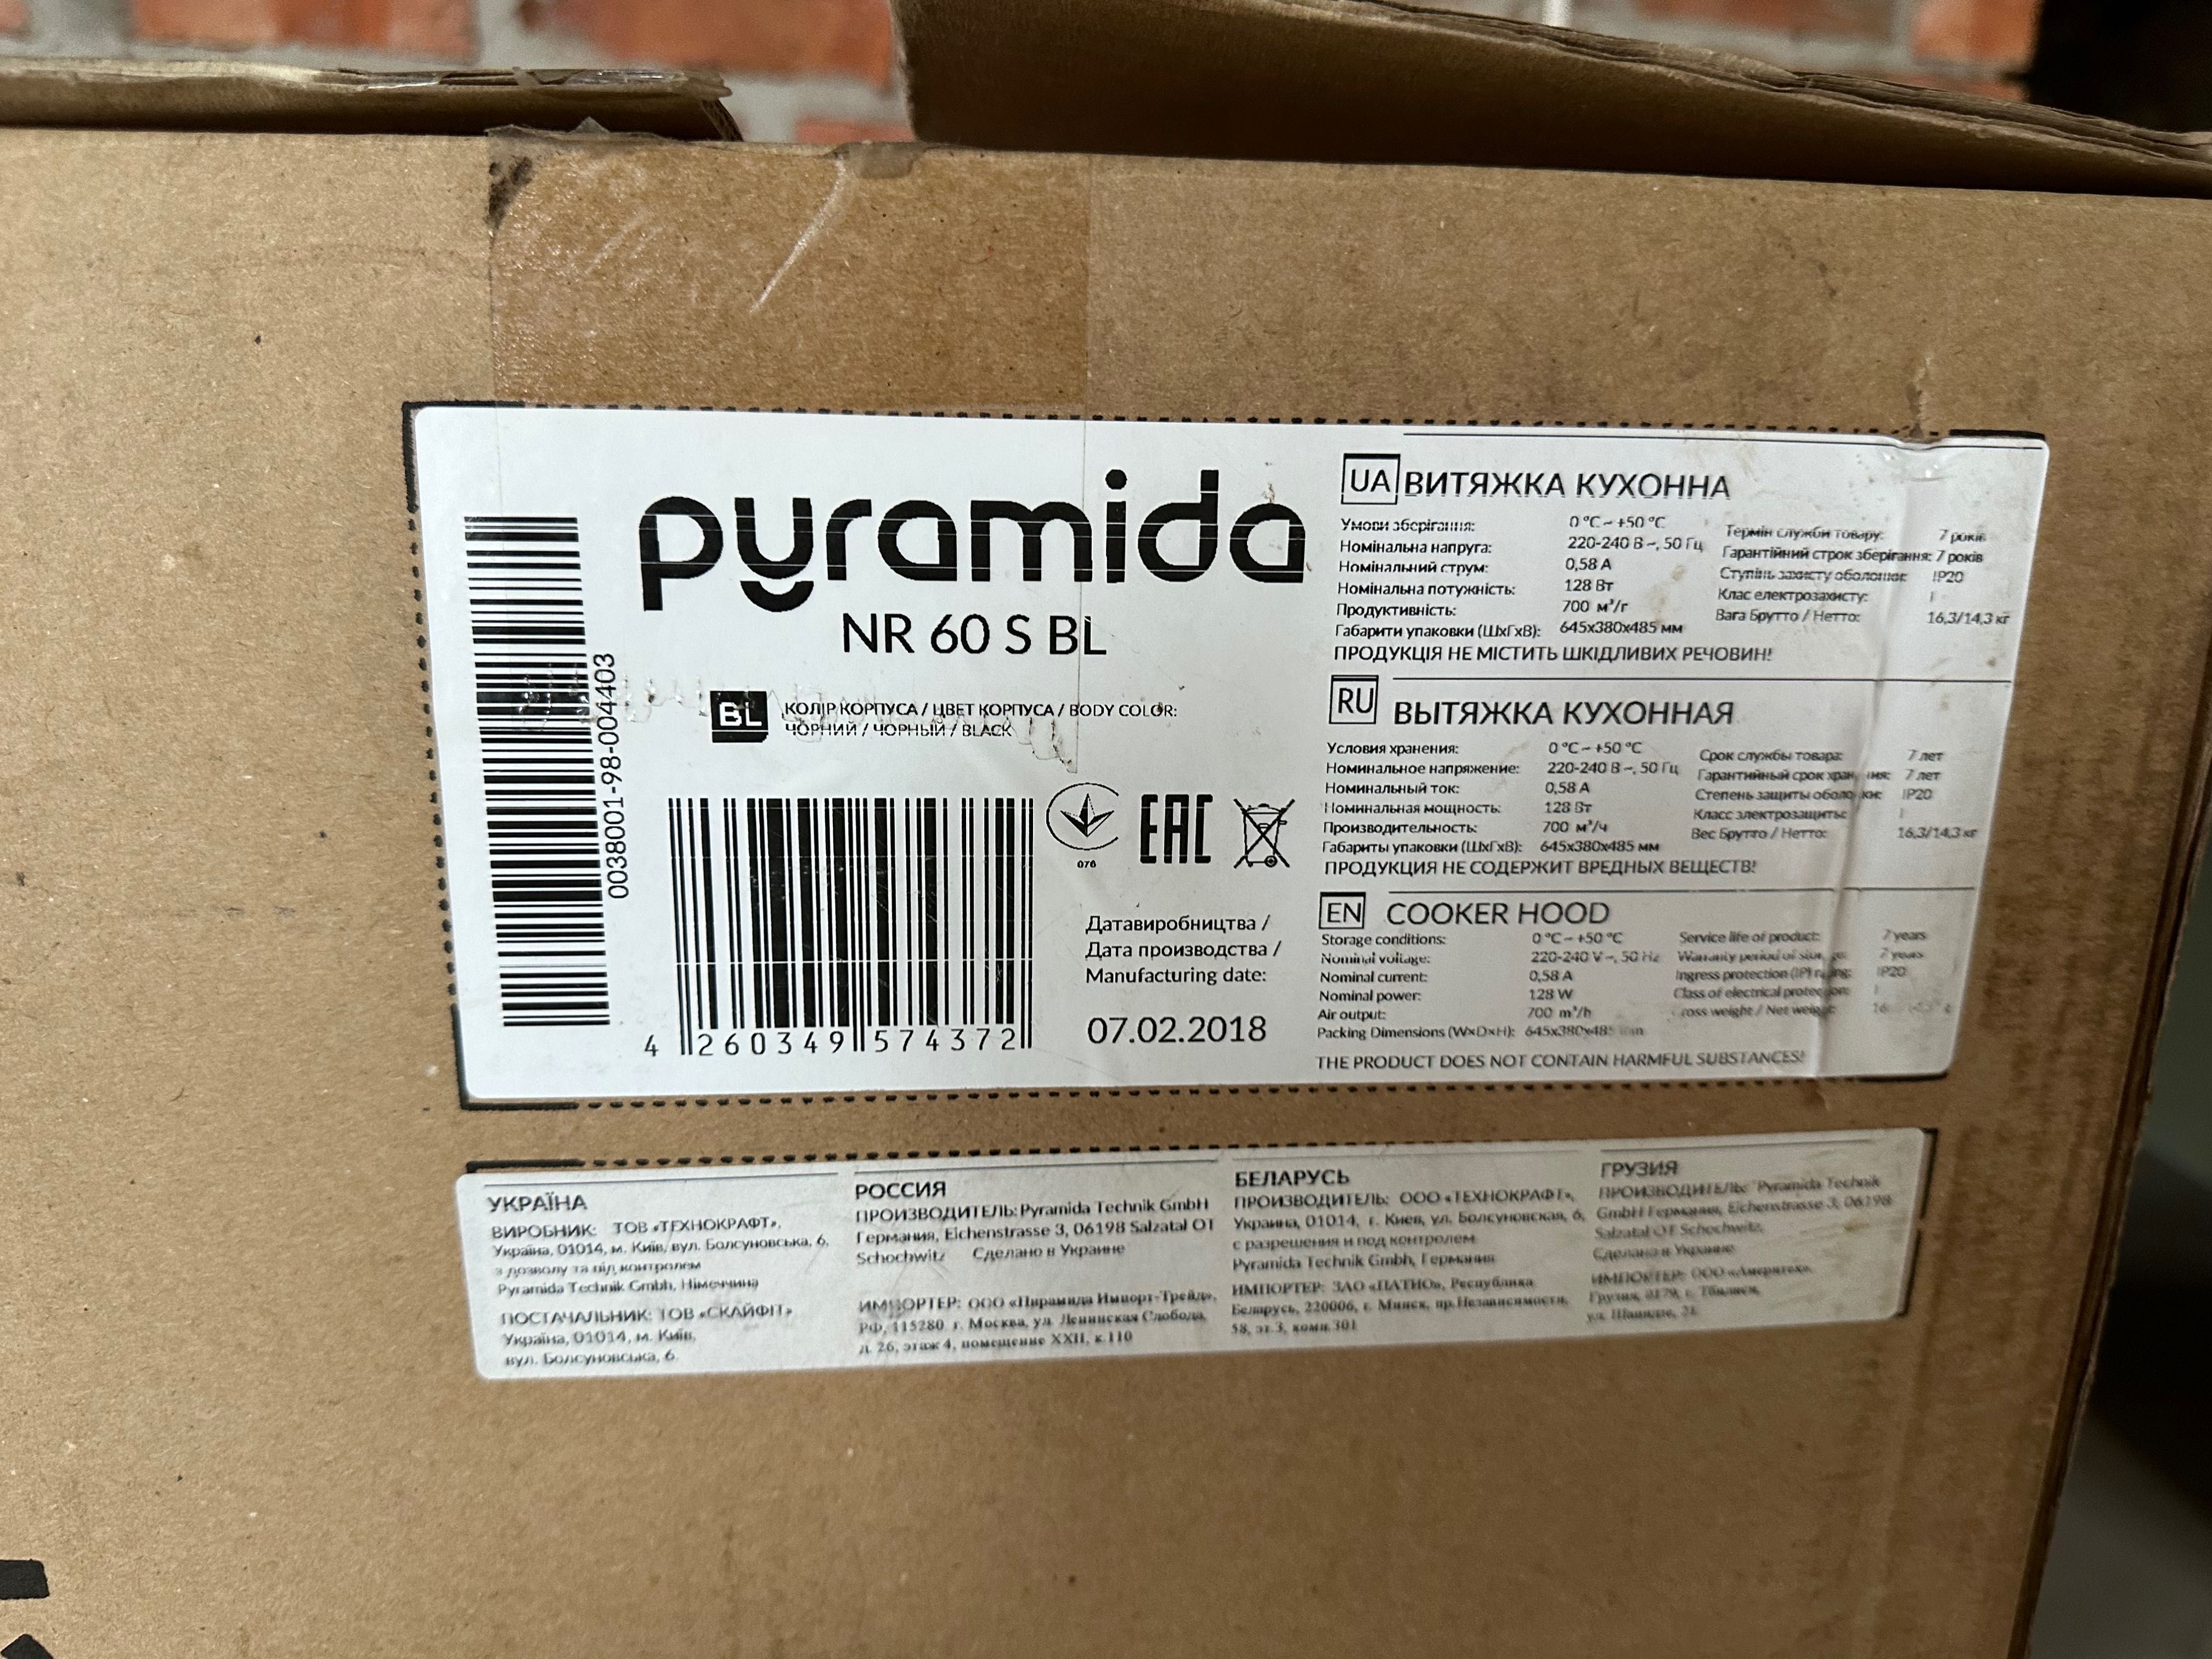 pyramida
NR 60 S BL
0038001-98-004403
BL
КОЛІР КОРПУСА / ЦВЕТ КОРПУСА / BODY COLOR:
ЧОРНИЙ / ЧОРНЫЙ / BLACK
076
EAC
4 260349 574372
Датавиробництва /
Дата производства /
Manufacturing date:
07.02.2018
UA ВИТЯЖКА КУХОННА
Умови зберігання: 0 °C ~ +50 °C
Номінальна напруга: 220-240 В ~, 50 Гц
Номінальний струм: 0,58 А
Номінальна потужність: 128 Вт
Продуктивність: 700 м³/г
Габарити упаковки (ШхГхВ): 645x380x485 мм
Термін служби товару: 7 років
Гарантійний строк зберігання: 7 років
Ступінь захисту оболонки: IP20
Клас електрозахисту: I
Вага Брутто / Нетто: 16,3/14,3 кг
ПРОДУКЦІЯ НЕ МІСТИТЬ ШКІДЛИВИХ РЕЧОВИН!
RU ВЫТЯЖКА КУХОННАЯ
Условия хранения: 0 °C ~ +50 °C
Номинальное напряжение: 220-240 В ~, 50 Гц
Номинальный ток: 0,58 А
Номинальная мощность: 128 Вт
Производительность: 700 м³/ч
Габариты упаковки (ШхГхВ): 645x380x485 мм
Срок службы товара: 7 лет
Гарантийный срок хранения: 7 лет
Степень защиты оболочки: IP20
Класс электрозащиты: I
Вес Брутто / Нетто: 16,3/14,3 кг
ПРОДУКЦИЯ НЕ СОДЕРЖИТ ВРЕДНЫХ ВЕЩЕСТВ!
EN COOKER HOOD
Storage conditions: 0 °C ~ +50 °C
Nominal voltage: 220-240 V ~, 50 Hz
Nominal current: 0,58 A
Nominal power: 128 W
Air output: 700 m³/h
Packing Dimensions (W×D×H): 645x380x485 mm
Service life of product: 7 years
Warranty period of storage: 7 years
Ingress protection (IP) rating: IP20
Class of electrical protection: I
Gross weight / Net weight:
THE PRODUCT DOES NOT CONTAIN HARMFUL SUBSTANCES!
УКРАЇНА
ВИРОБНИК: ТОВ «ТЕХНОКРАФТ»,
Україна, 01014, м. Київ, вул. Болсуновська, 6,
з дозволу та під контролем
Pyramida Technik Gmbh, Німеччина
ПОСТАЧАЛЬНИК: ТОВ «СКАЙФІТ»
Україна, 01014, м. Київ,
вул. Болсуновська, 6.
РОССИЯ
ПРОИЗВОДИТЕЛЬ: Pyramida Technik GmbH
Германия, Eichenstrasse 3, 06198 Salzatal OT
Schochwitz Сделано в Украине
ИМПОРТЕР: ООО «Пирамида Импорт-Трейд»,
РФ, 115280 г. Москва, ул. Ленинская Слобода,
д. 26, этаж 4, помещение XXII, к.110
БЕЛАРУСЬ
ПРОИЗВОДИТЕЛЬ: ООО «ТЕХНОКРАФТ»,
Украина, 01014, г. Киев, ул. Болсуновская, 6,
с разрешения и под контролем
Pyramida Technik Gmbh, Германия
ИМПОРТЕР: ЗАО «ПАТИО», Республика
Беларусь, 220006, г. Минск, пр.Независимости,
58, эт.3, комн.301
ГРУЗИЯ
ПРОИЗВОДИТЕЛЬ: Pyramida Technik
GmbH Германия, Eichenstrasse 3, 06198
Salzatal OT Schochwitz,
Сделано в Украине
ИМПОРТЕР: ООО
Грузия, 0179, г. Тбилиси,
ул.